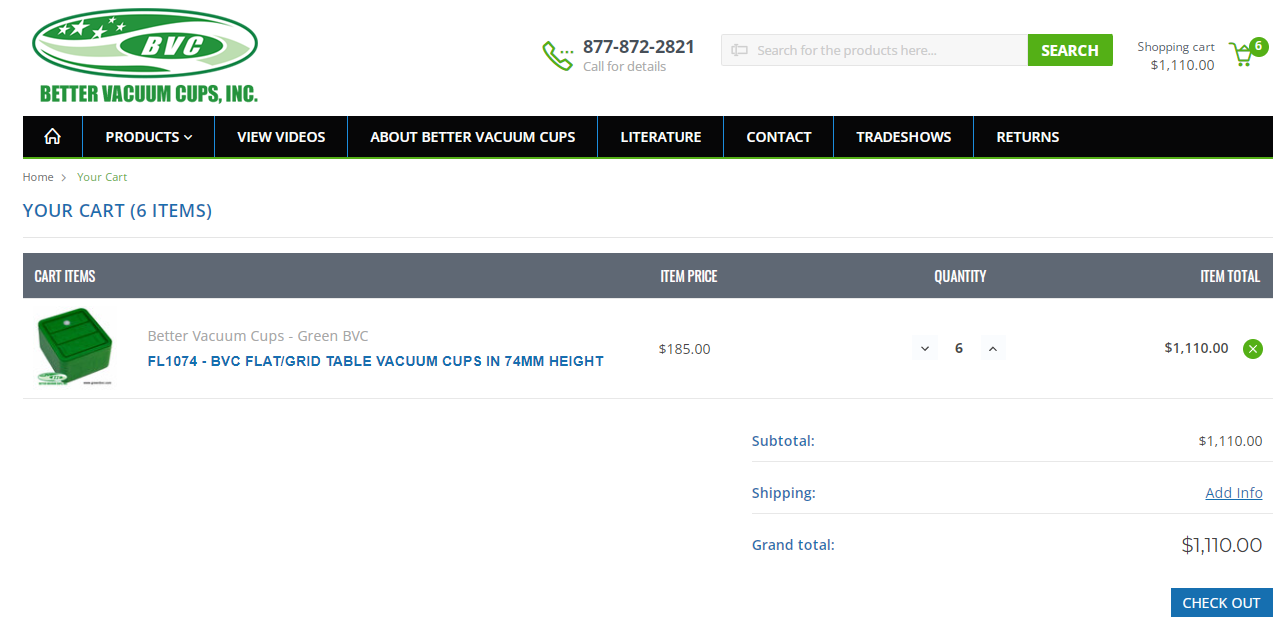 BVC
BETTER VACUUM CUPS, INC.
877-872-2821
Call for details
Search for the products here...
SEARCH
Shopping cart
$1,110.00
6
PRODUCTS
VIEW VIDEOS
ABOUT BETTER VACUUM CUPS
LITERATURE
CONTACT
TRADESHOWS
RETURNS
Home
Your Cart
YOUR CART (6 ITEMS)
CART ITEMS
ITEM PRICE
QUANTITY
ITEM TOTAL
Better Vacuum Cups - Green BVC
FL1074 - BVC FLAT/GRID TABLE VACUUM CUPS IN 74MM HEIGHT
$185.00
6
$1,110.00
Subtotal:
$1,110.00
Shipping:
Add Info
Grand total:
$1,110.00
CHECK OUT